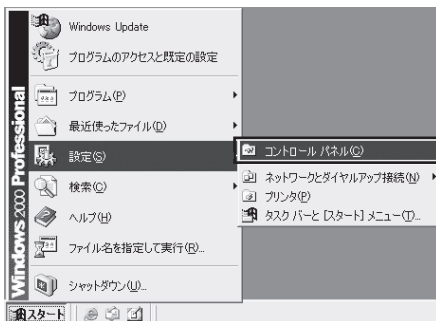 Windows Update
プログラムのアクセスと既定の設定
プログラム(P)
最近使ったファイル(D)
設定(S)
検索(C)
ヘルプ(H)
ファイル名を指定して実行(R)...
シャットダウン(U)...
Windows 2000 Professional
コントロール パネル(C)
ネットワークとダイヤルアップ接続(N)
プリンタ(P)
タスク バーと [スタート] メニュー(T)...
スタート